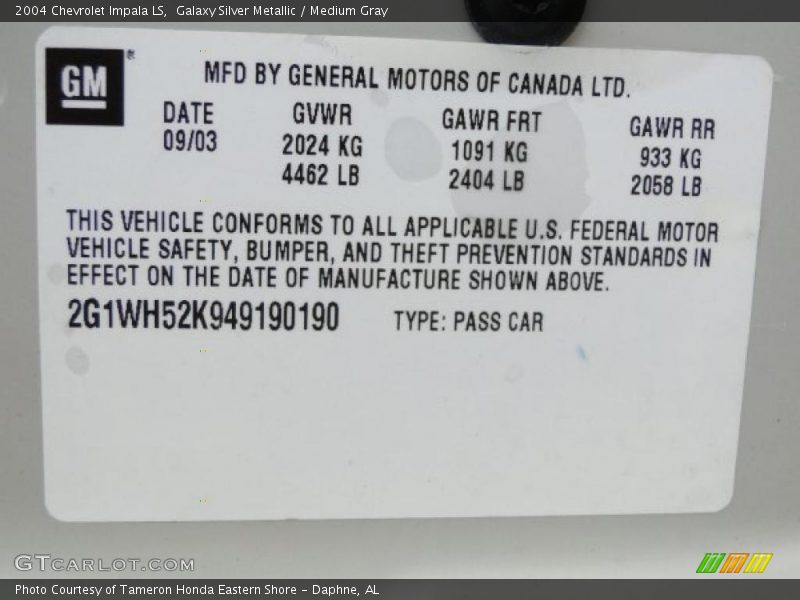 2004 Chevrolet Impala LS,  Galaxy Silver Metallic / Medium Gray
GM ®
MFD BY GENERAL MOTORS OF CANADA LTD.
DATE GVWR GAWR FRT GAWR RR
09/03 2024 KG 1091 KG 933 KG
4462 LB 2404 LB 2058 LB
THIS VEHICLE CONFORMS TO ALL APPLICABLE U.S. FEDERAL MOTOR
VEHICLE SAFETY, BUMPER, AND THEFT PREVENTION STANDARDS IN
EFFECT ON THE DATE OF MANUFACTURE SHOWN ABOVE.
2G1WH52K949190190 TYPE: PASS CAR
GTCARLOT.COM
Photo Courtesy of Tameron Honda Eastern Shore – Daphne, AL